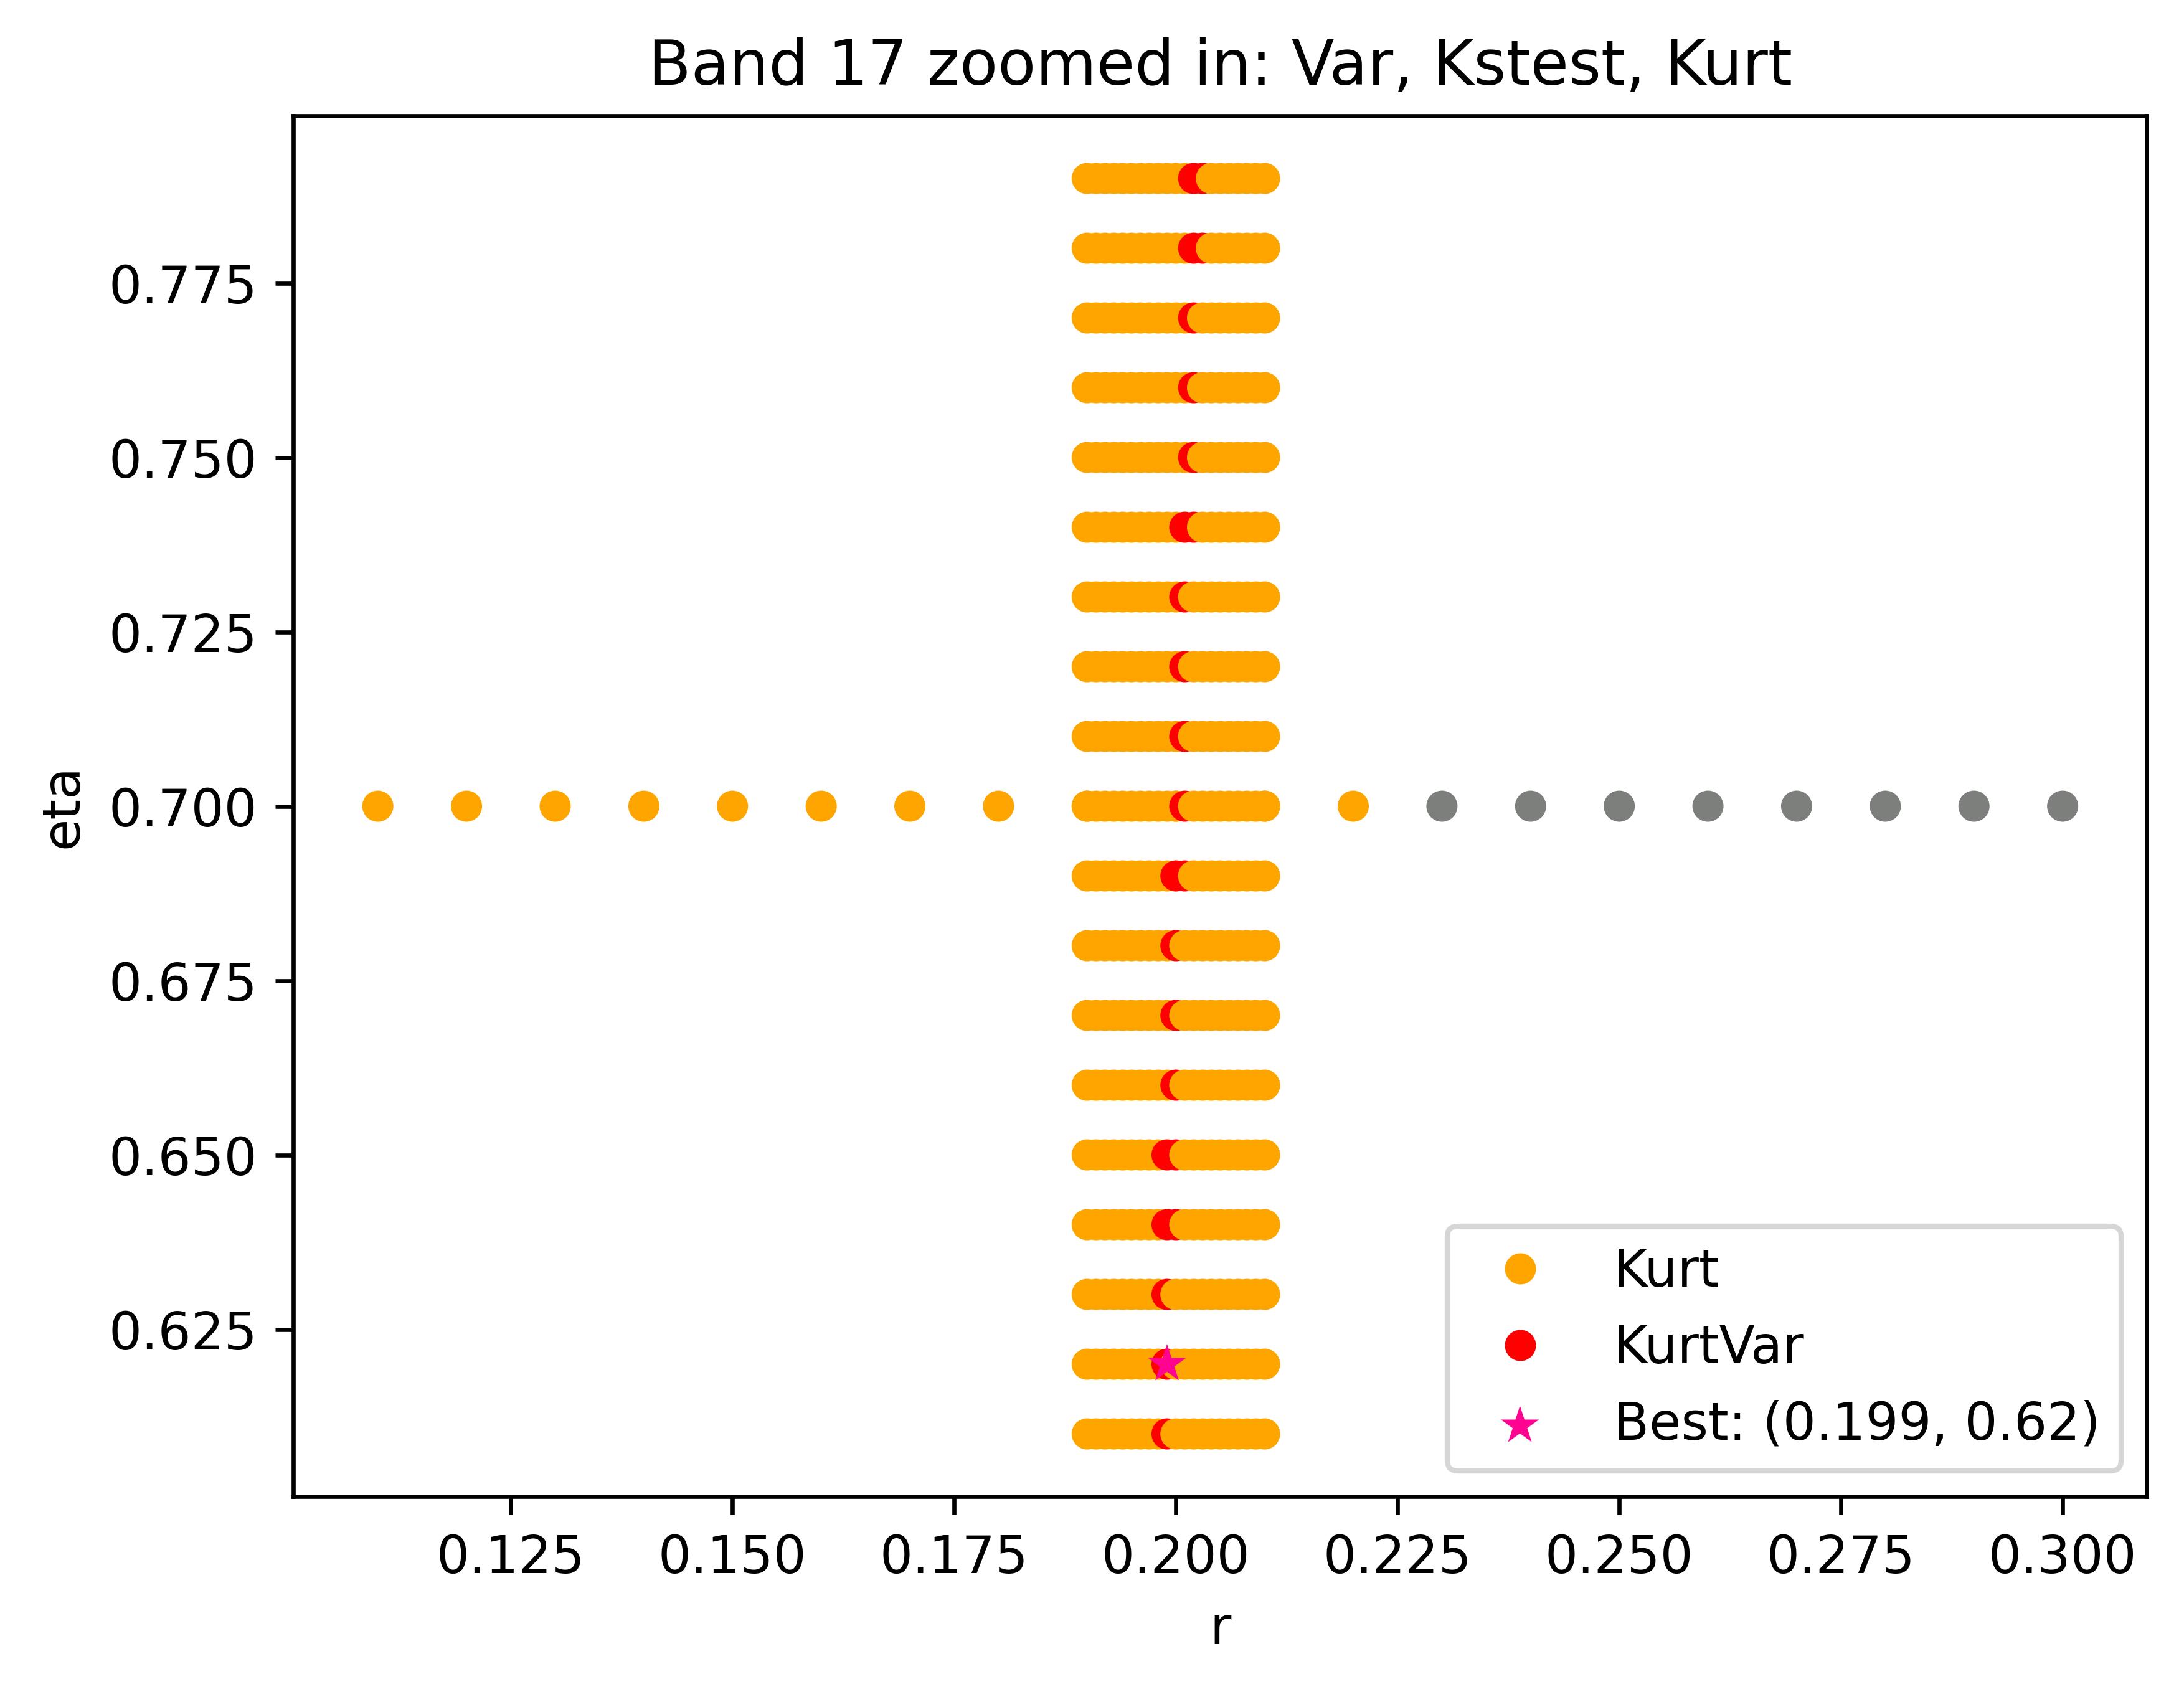 Band 17 zoomed in: Var, Kstest, Kurt
0.775
0.750
0.725
0.700
0.675
0.650
0.625
eta
Kurt
KurtVar
Best: (0.199, 0.62)
0.125 0.150 0.175 0.200 0.225 0.250 0.275 0.300
r